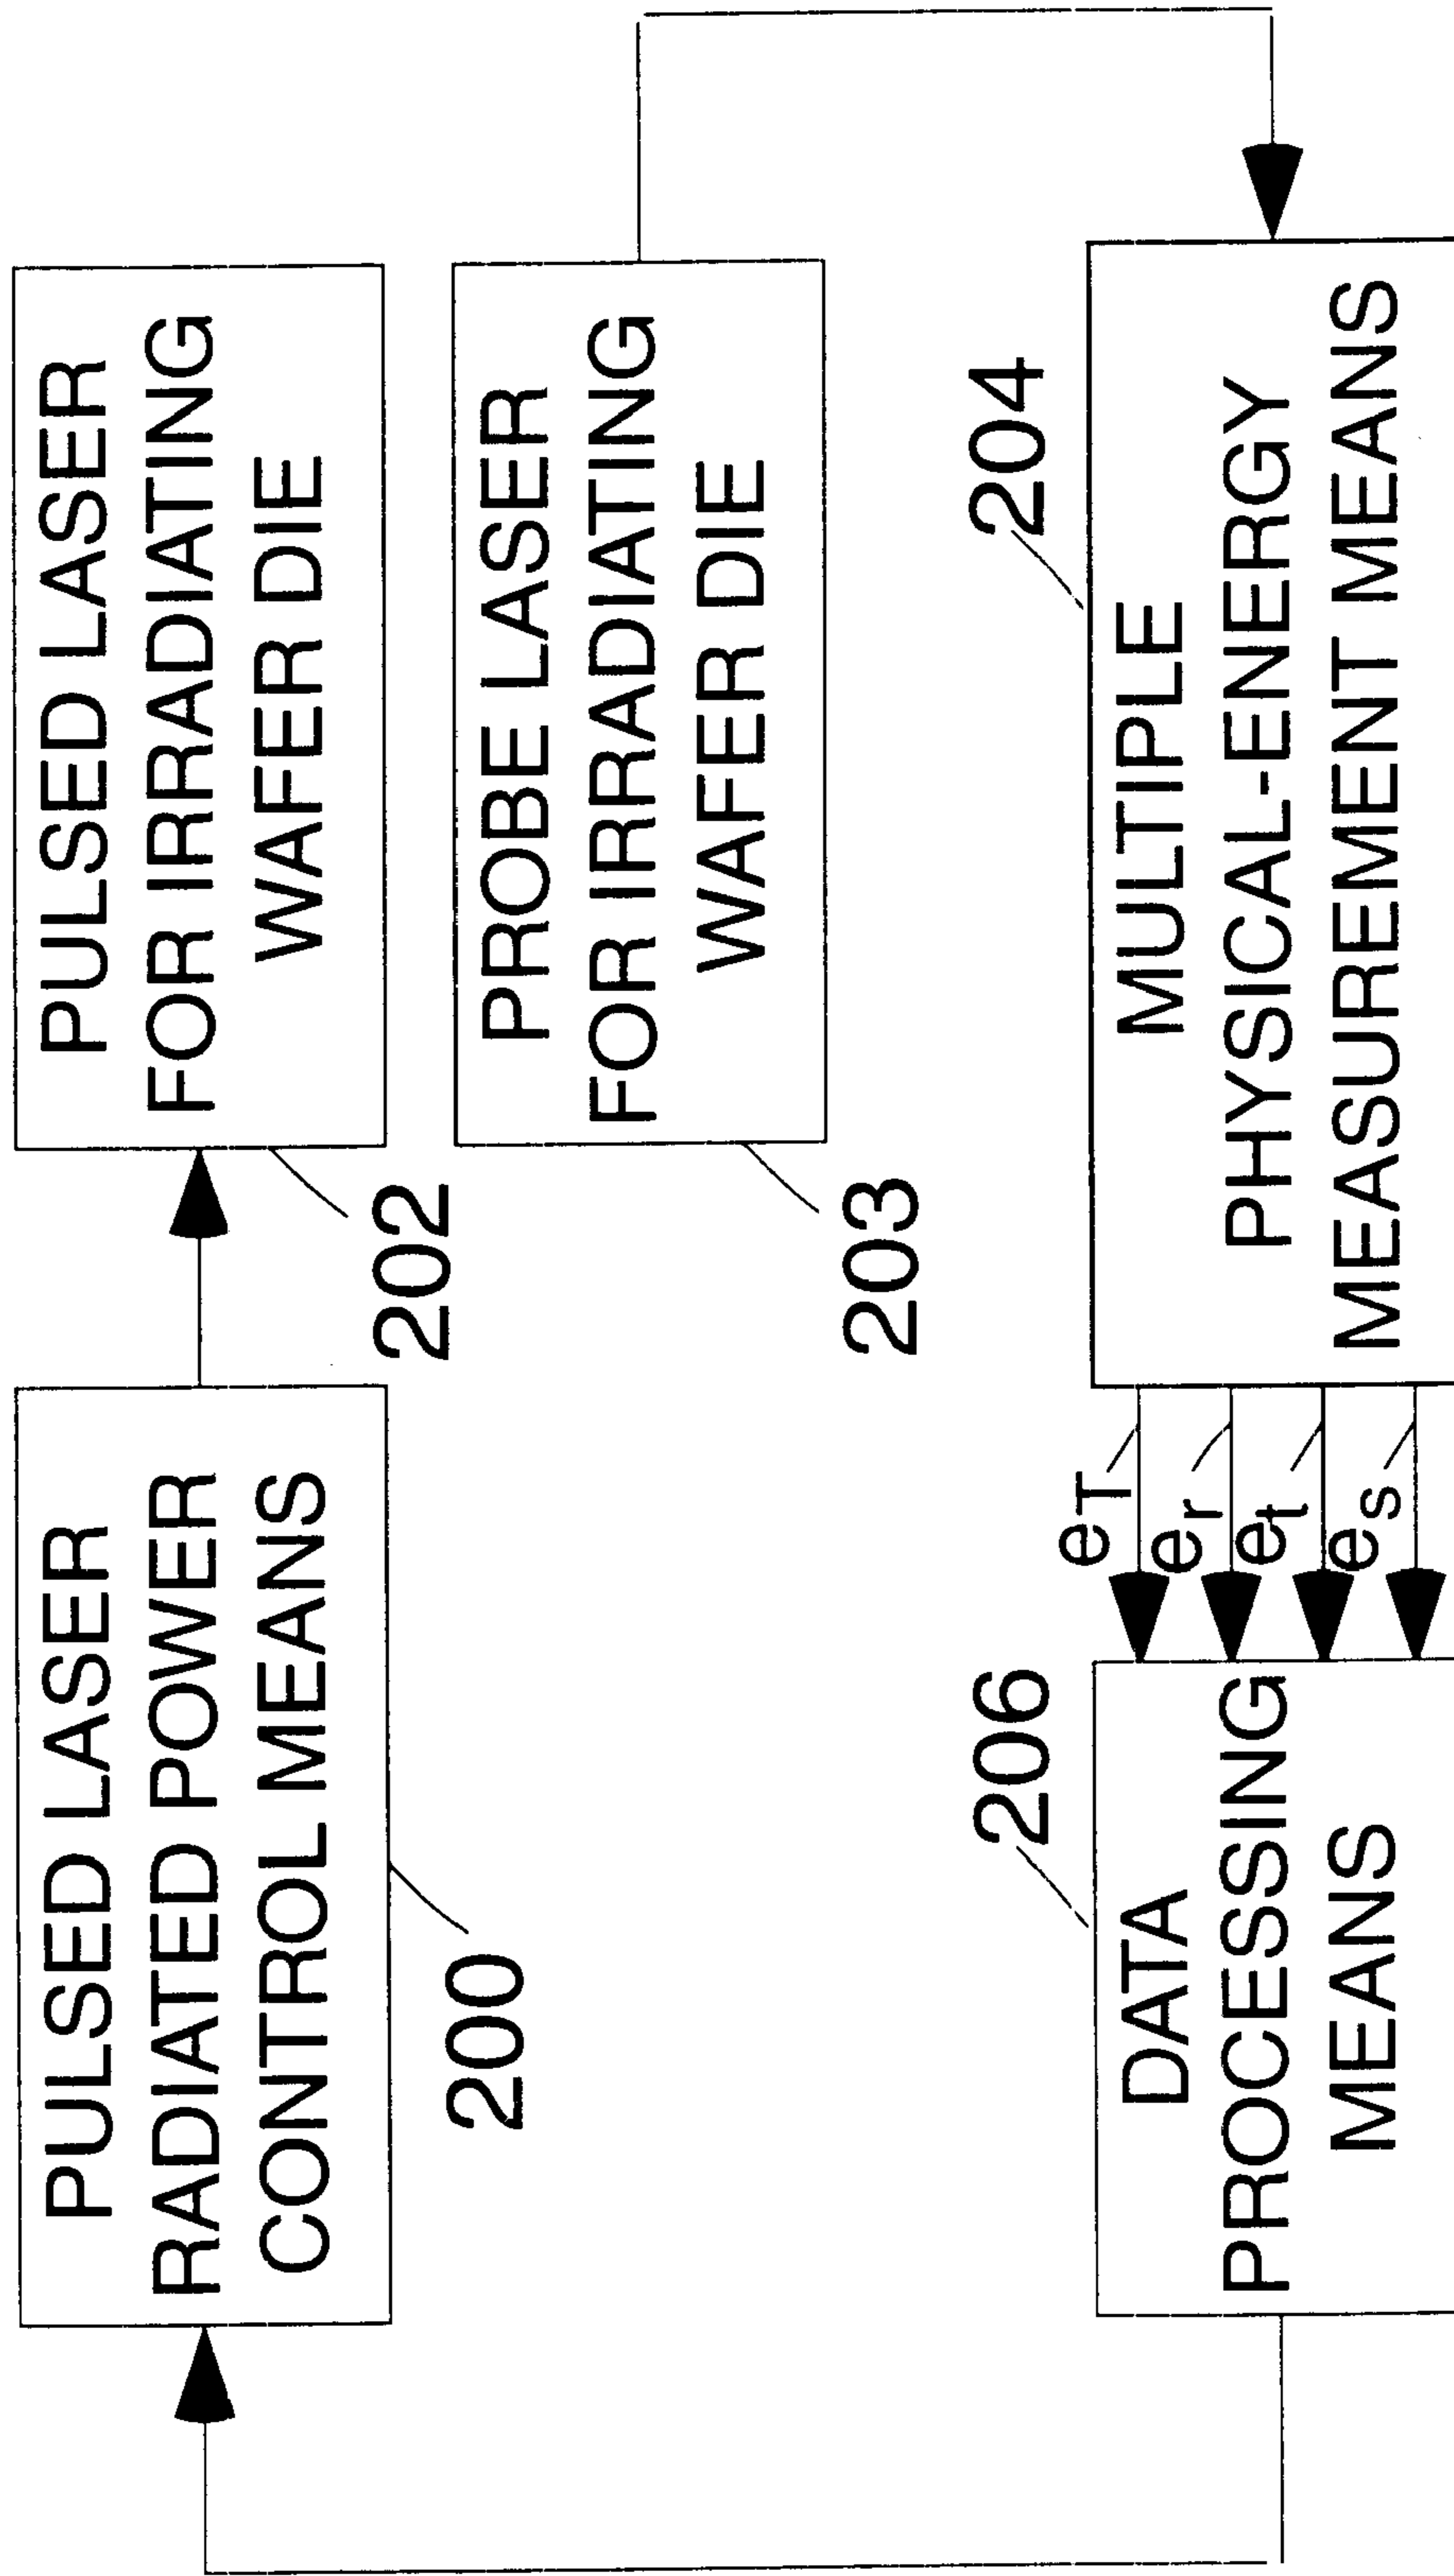 PULSED LASER
RADIATED POWER
CONTROL MEANS
200
PULSED LASER
FOR IRRADIATING
WAFER DIE
202
PROBE LASER
FOR IRRADIATING
WAFER DIE
203
204
MULTIPLE
PHYSICAL-ENERGY
MEASUREMENT MEANS
eT
er
et
es
206
DATA
PROCESSING
MEANS